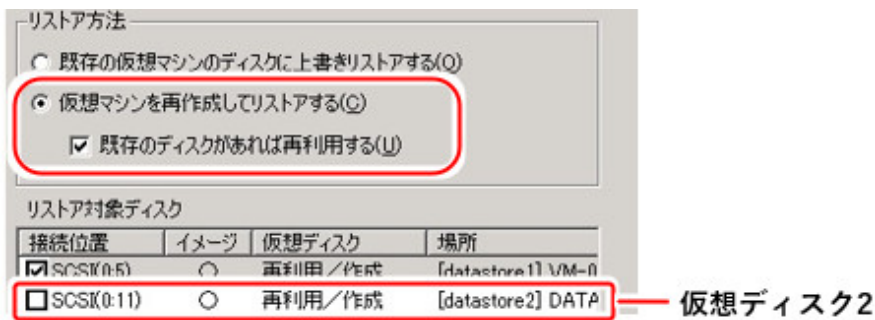 リストア方法
既存の仮想マシンのディスクに上書きリストアする(O)
仮想マシンを再作成してリストアする(C)
既存のディスクがあれば再利用する(U)
リストア対象ディスク
接続位置 イメージ 仮想ディスク 場所
SCSI(0:5) ○ 再利用/作成 [datastore1] VM-0
SCSI(0:11) ○ 再利用/作成 [datastore2] DATA
仮想ディスク2